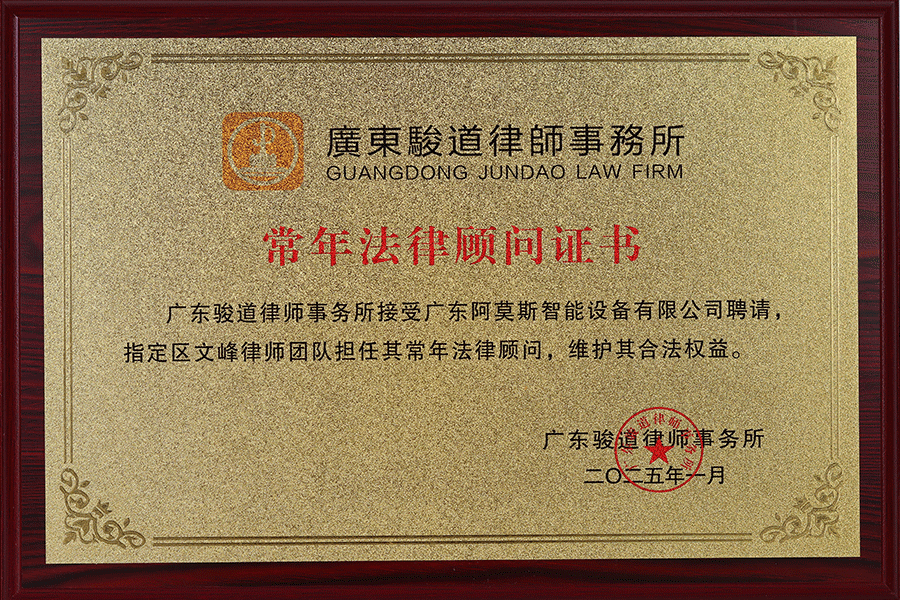 廣東駿道律師事務所
GUANGDONG JUNDAO LAW FIRM
常年法律顾问证书
广东骏道律师事务所接受广东阿莫斯智能设备有限公司聘请，
指定区文峰律师团队担任其常年法律顾问，维护其合法权益。
广东骏道律师事务所
二〇二五年一月